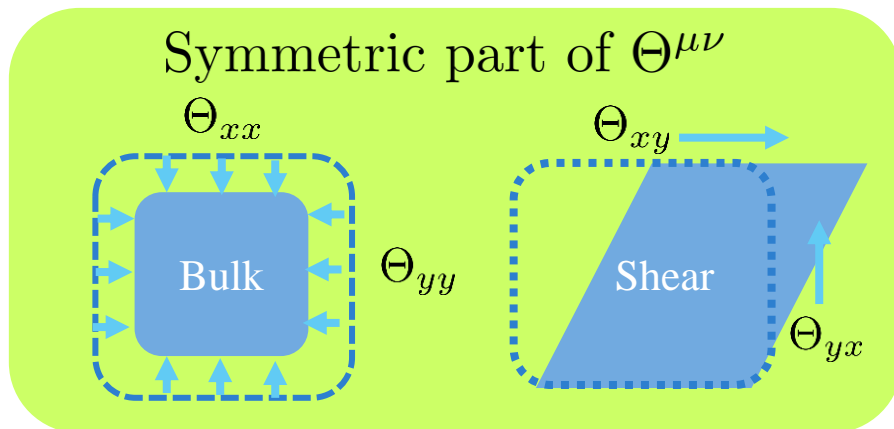 Symmetric part of Θ^{μν}
Θ_{xx}
Bulk
Θ_{yy}
Θ_{xy}
Shear
Θ_{yx}